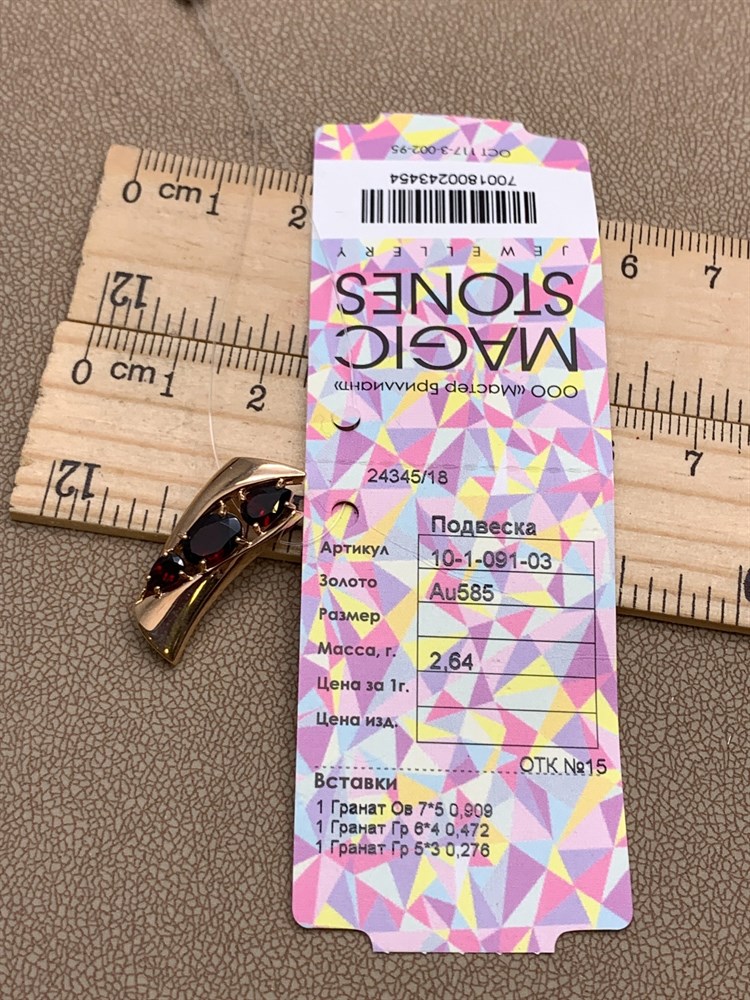 ОСТ 117-3-002-95
7001800243454
JEWELLERY
STONES
MAGIC
ООО «Мастер Бриллиант»
0 cm 1 2
6 7
12
0 cm 1 2
7
12
8
24345/18
Подвеска
Артикул 10-1-091-03
Золото Au585
Размер
Масса, г. 2,64
Цена за 1г.
Цена изд.
ОТК №15
Вставки
1 Гранат Ов 7*5 0,909
1 Гранат Гр 6*4 0,472
1 Гранат Гр 5*3 0,276